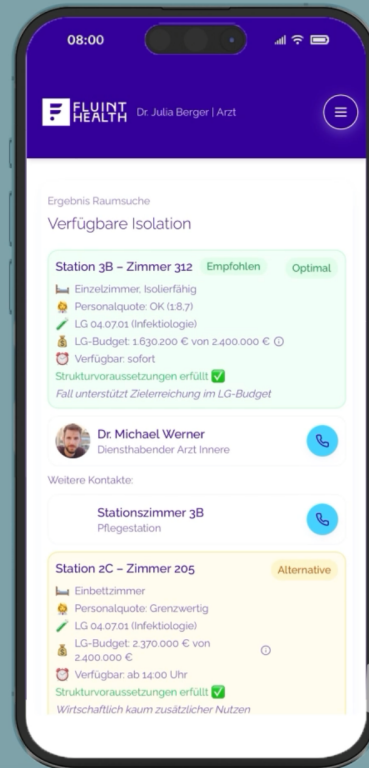 08:00
FLUINT
HEALTH
Dr. Julia Berger | Arzt
Ergebnis Raumsuche
Verfügbare Isolation
Station 3B – Zimmer 312 Empfohlen Optimal
Einzelzimmer, Isolierfähig
Personalquote: OK (1:8,7)
LG 04.07.01 (Infektiologie)
LG-Budget: 1.630.200 € von 2.400.000 €
Verfügbar: sofort
Strukturvoraussetzungen erfüllt ✅
Fall unterstützt Zielerreichung im LG-Budget
Dr. Michael Werner
Diensthabender Arzt Innere
Weitere Kontakte:
Stationszimmer 3B
Pflegestation
Station 2C – Zimmer 205 Alternative
Einbettzimmer
Personalquote: Grenzwertig
LG 04.07.01 (Infektiologie)
LG-Budget: 2.370.000 € von
2.400.000 €
Verfügbar: ab 14:00 Uhr
Strukturvoraussetzungen erfüllt ✅
Wirtschaftlich kaum zusätzlicher Nutzen